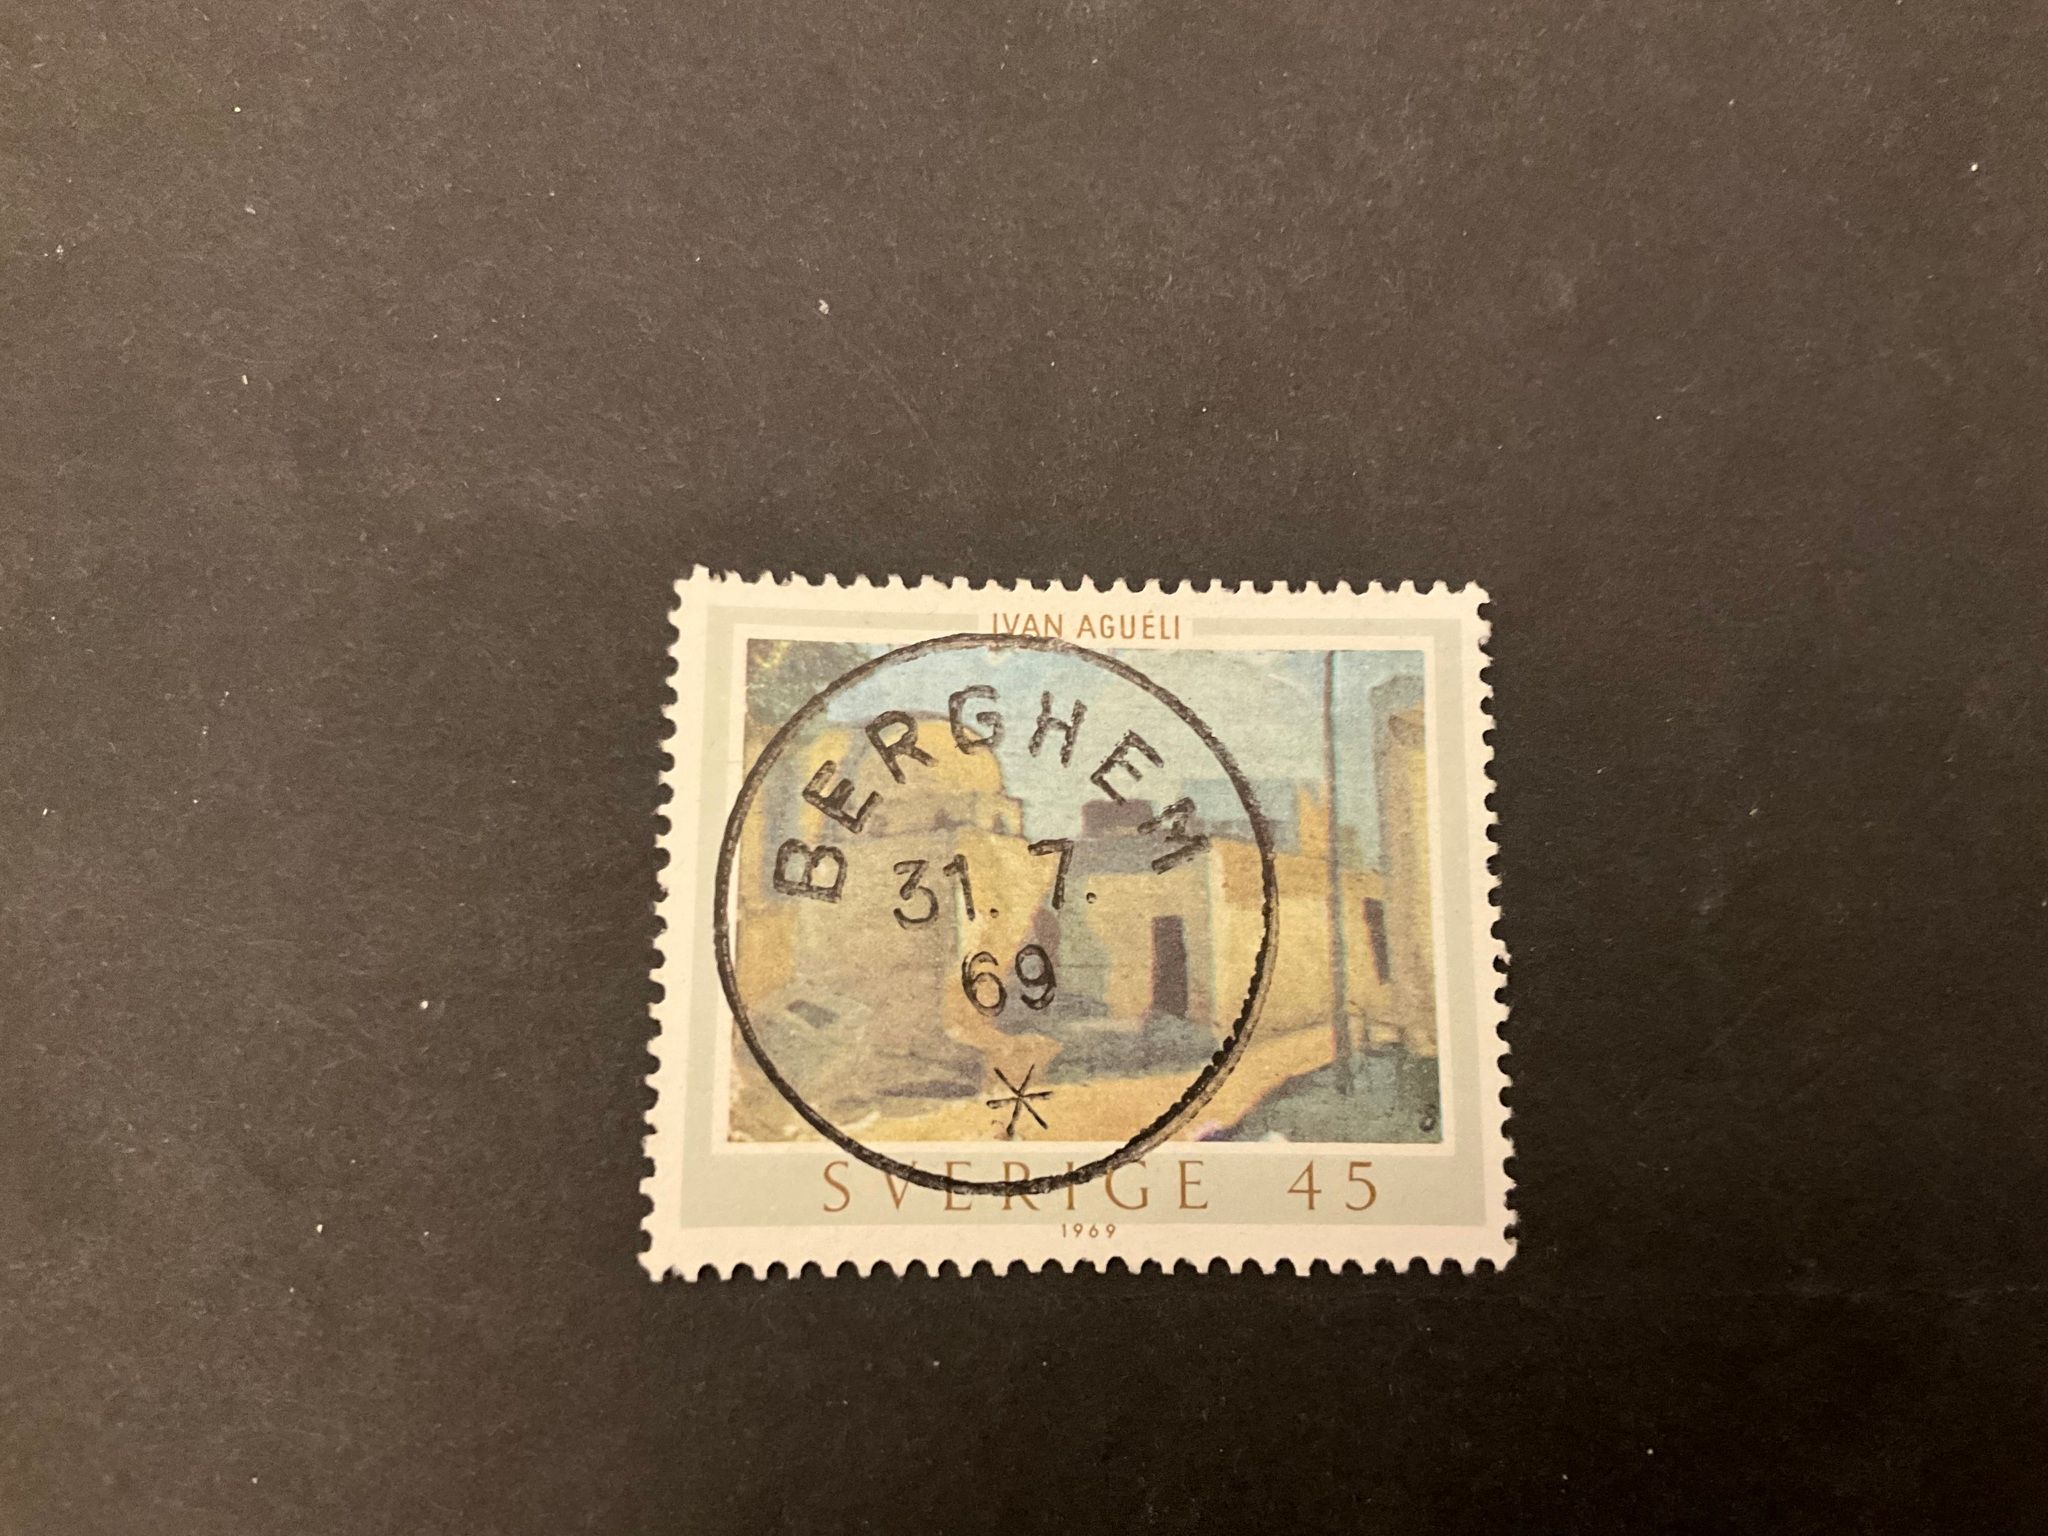 IVAN AGUÉLI
BERGHEM
31. 7.
69
*
SVERIGE 45
1969